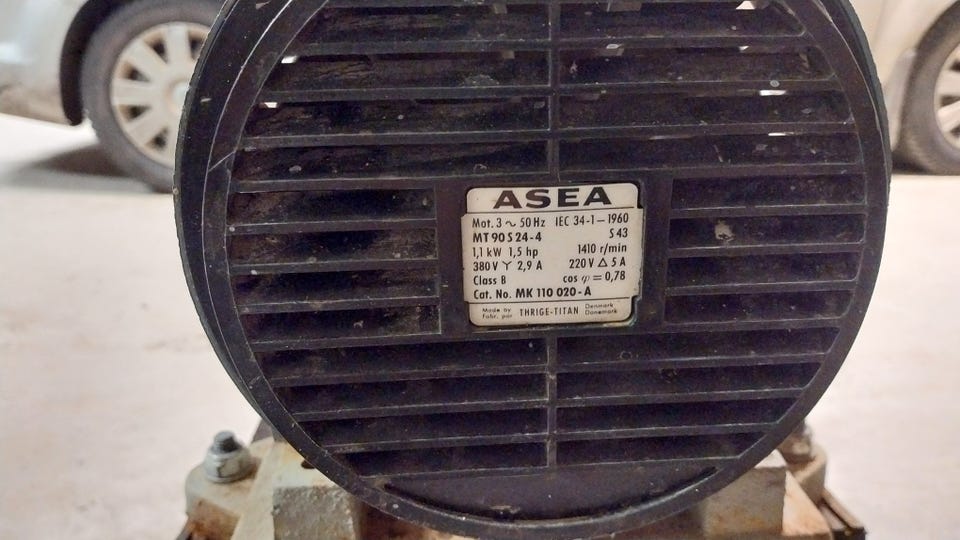 ASEA
Mot. 3 ~ 50 Hz IEC 34-1-1960
MT 90 S 24-4 S 43
1,1 kW 1,5 hp 1410 r/min
380 V Y 2,9 A 220 V △ 5 A
Class B cos φ = 0,78
Cat. No. MK 110 020-A
Made by THRIGE-TITAN Denmark
Fabr. par Danemark